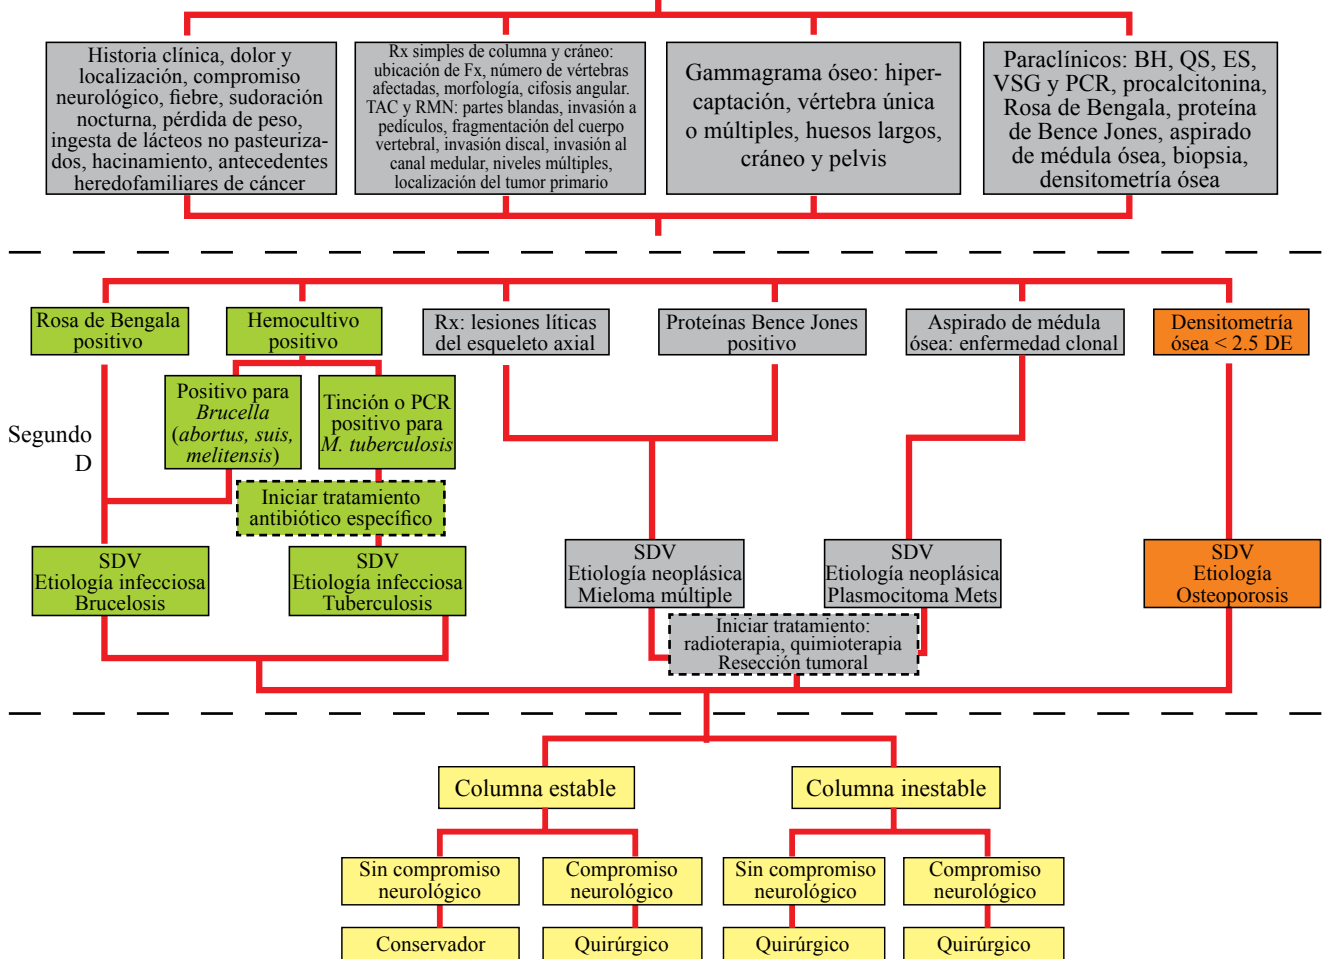 Historia clínica, dolor y
localización, compromiso
neurológico, fiebre, sudoración
nocturna, pérdida de peso,
ingesta de lácteos no pasteuriza-
dos, hacinamiento, antecedentes
heredofamiliares de cáncer
Rx simples de columna y cráneo:
ubicación de Fx, número de vértebras
afectadas, morfología, cifosis angular.
TAC y RMN: partes blandas, invasión a
pedículos, fragmentación del cuerpo
vertebral, invasión discal, invasión al
canal medular, niveles múltiples,
localización del tumor primario
Gammagrama óseo: hiper-
captación, vértebra única
o múltiples, huesos largos,
cráneo y pelvis
Paraclínicos: BH, QS, ES,
VSG y PCR, procalcitonina,
Rosa de Bengala, proteína
de Bence Jones, aspirado
de médula ósea, biopsia,
densitometría ósea
Rosa de Bengala
positivo
Hemocultivo
positivo
Rx: lesiones líticas
del esqueleto axial
Proteínas Bence Jones
positivo
Aspirado de médula
ósea: enfermedad clonal
Densitometría
ósea < 2.5 DE
Segundo
D
Positivo para
Brucella
(abortus, suis,
melitensis)
Tinción o PCR
positivo para
M. tuberculosis
Iniciar tratamiento
antibiótico específico
SDV
Etiología infecciosa
Brucelosis
SDV
Etiología infecciosa
Tuberculosis
SDV
Etiología neoplásica
Mieloma múltiple
SDV
Etiología neoplásica
Plasmocitoma Mets
SDV
Etiología
Osteoporosis
Iniciar tratamiento:
radioterapia, quimioterapia
Resección tumoral
Columna estable
Columna inestable
Sin compromiso
neurológico
Compromiso
neurológico
Sin compromiso
neurológico
Compromiso
neurológico
Conservador
Quirúrgico
Quirúrgico
Quirúrgico